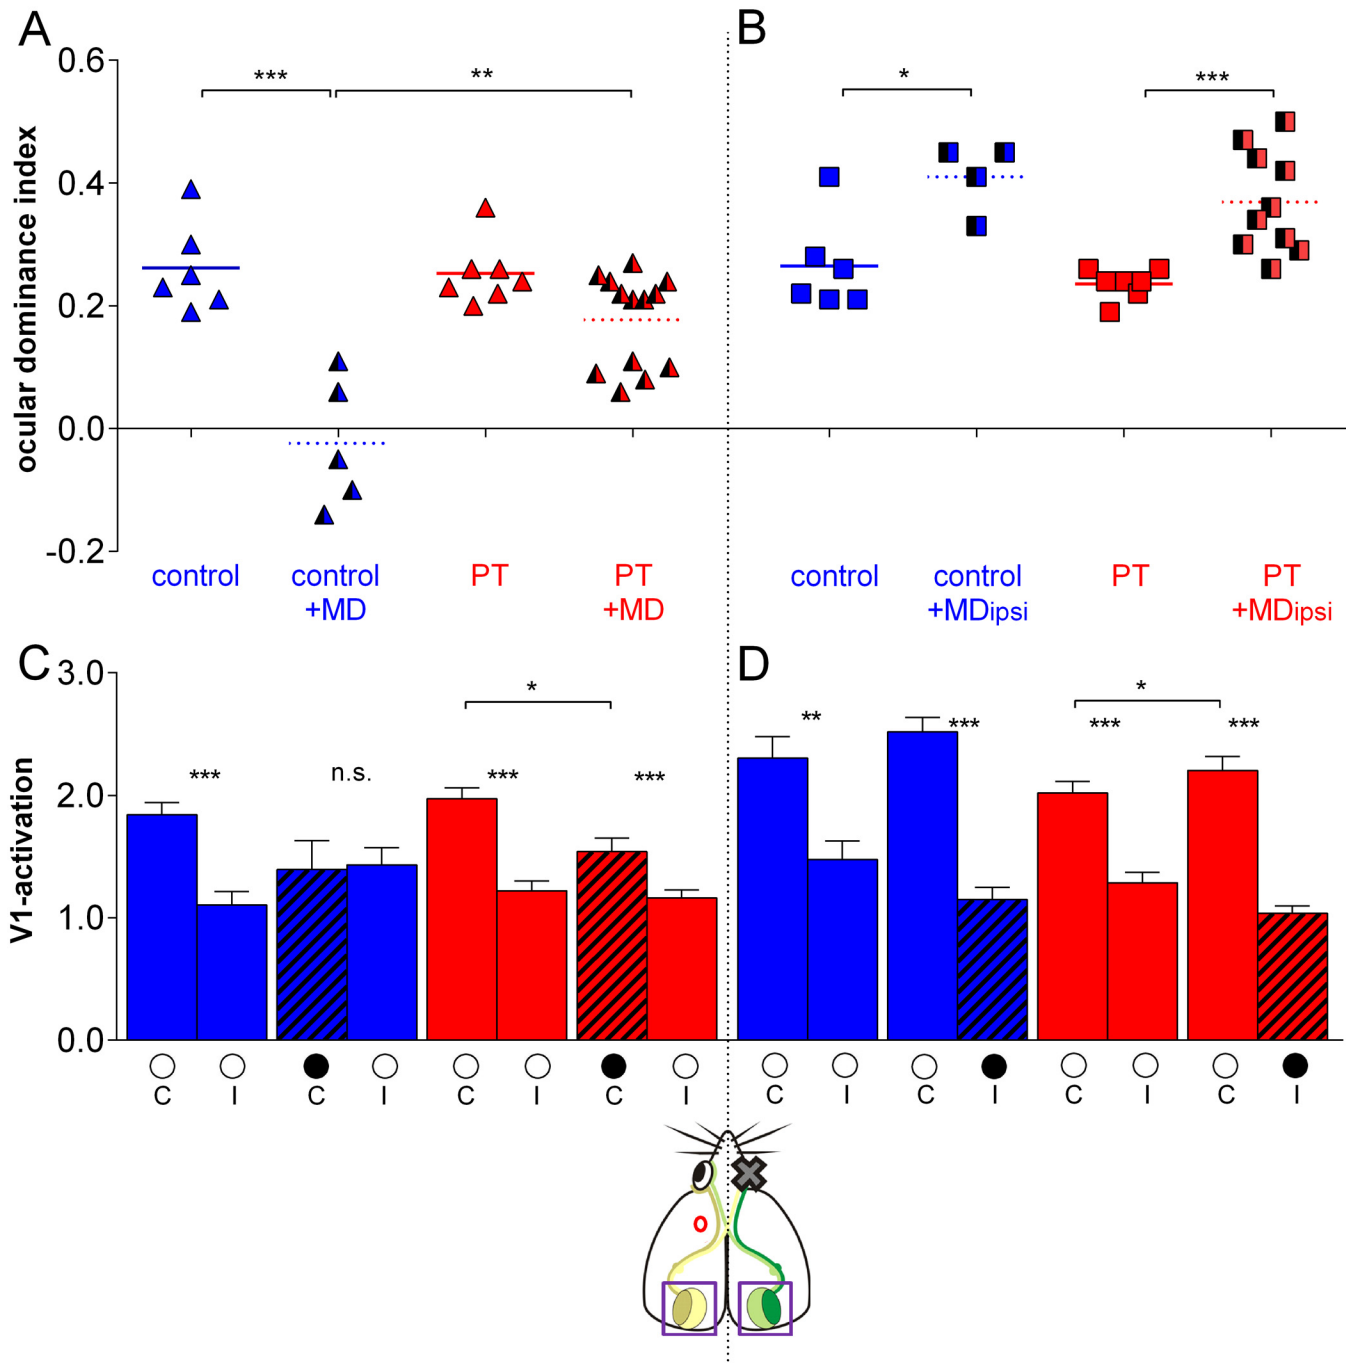 A
B
0.6
0.4
0.2
0.0
-0.2
ocular dominance index
*** ** * ***
control control PT PT control control PT PT
+MD +MD +MDipsi +MDipsi
C
D
3.0
2.0
1.0
0.0
V1-activation
* *
** *** *** ***
*** n.s. *** ***
C I C I C I C I C I C I C I C I